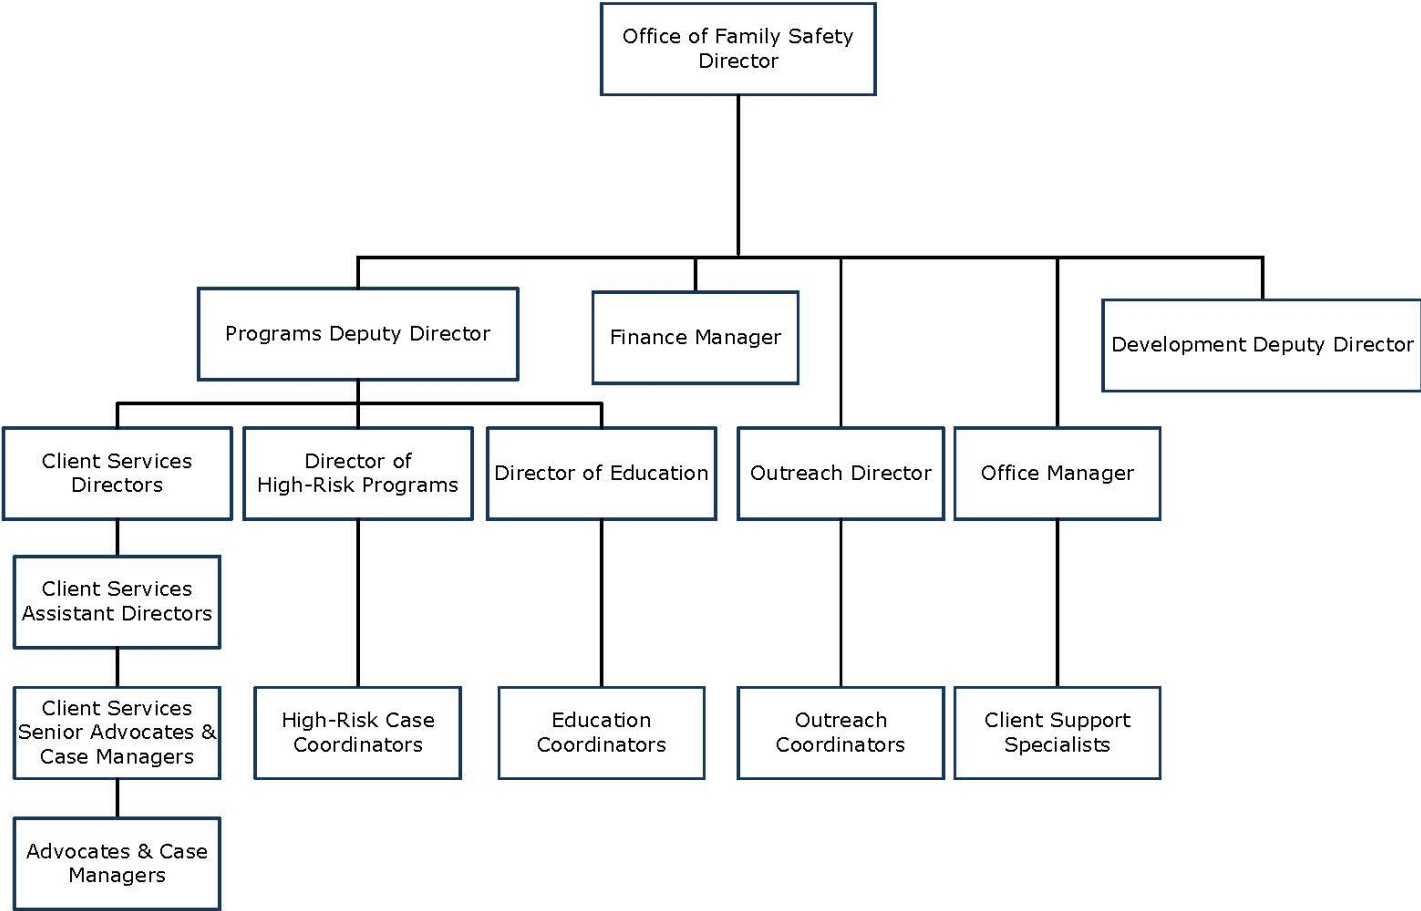 Office of Family Safety
Director
Programs Deputy Director
Finance Manager
Development Deputy Director
Client Services
Directors
Director of
High-Risk Programs
Director of Education
Outreach Director
Office Manager
Client Services
Assistant Directors
Client Services
Senior Advocates &
Case Managers
High-Risk Case
Coordinators
Education
Coordinators
Outreach
Coordinators
Client Support
Specialists
Advocates & Case
Managers